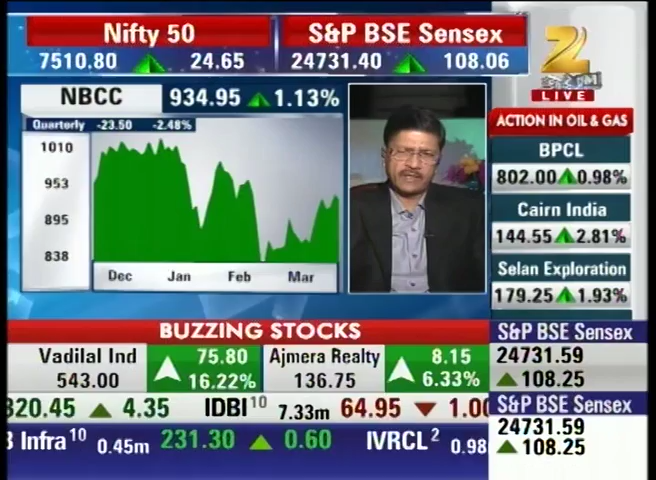 Nifty 50
7510.80 24.65
S&P BSE Sensex
24731.40 108.06
LIVE
NBCC 934.95 1.13%
Quarterly -23.50 -2.48%
1010
953
895
838
Dec Jan Feb Mar
ACTION IN OIL & GAS
BPCL
802.00 0.98%
Cairn India
144.55 2.81%
Selan Exploration
179.25 1.93%
BUZZING STOCKS
Vadilal Ind
543.00
75.80
16.22%
Ajmera Realty
136.75
8.15
6.33%
S&P BSE Sensex
24731.59
108.25
S&P BSE Sensex
24731.59
108.25
320.45 4.35 IDBI 10 7.33m 64.95 1.00
Infra 10 0.45m 231.30 0.60 IVRCL 2 0.98